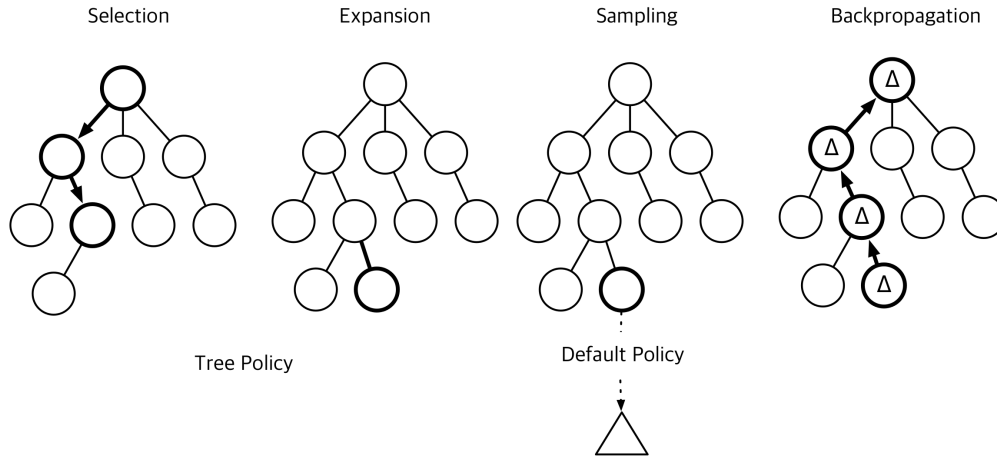 Selection
Expansion
Sampling
Backpropagation
Δ
Δ
Δ
Δ
Tree Policy
Default Policy